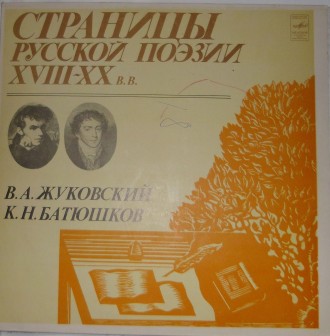 СТРАНИЦЫ
РУССКОЙ ПОЭЗИИ
XVIII-XX В.В.
В.А. ЖУКОВСКИЙ
К.Н. БАТЮШКОВ